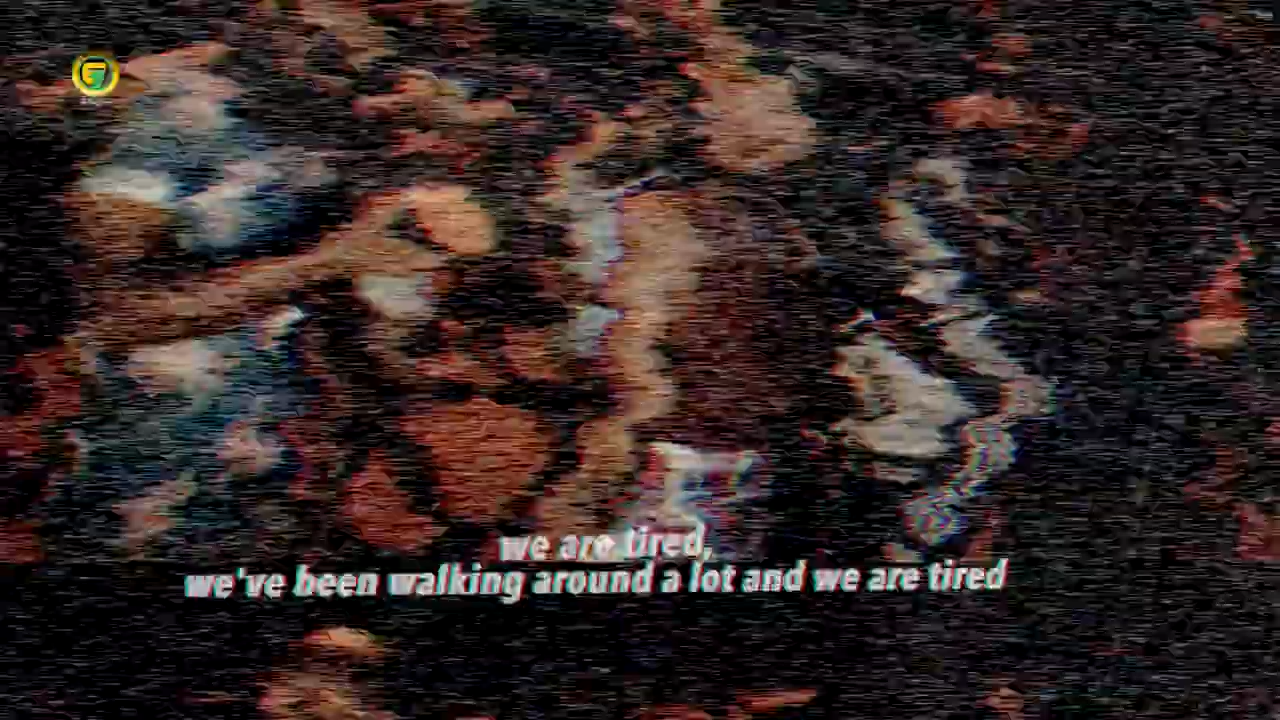 we are tired,
we've been walking around a lot and we are tired